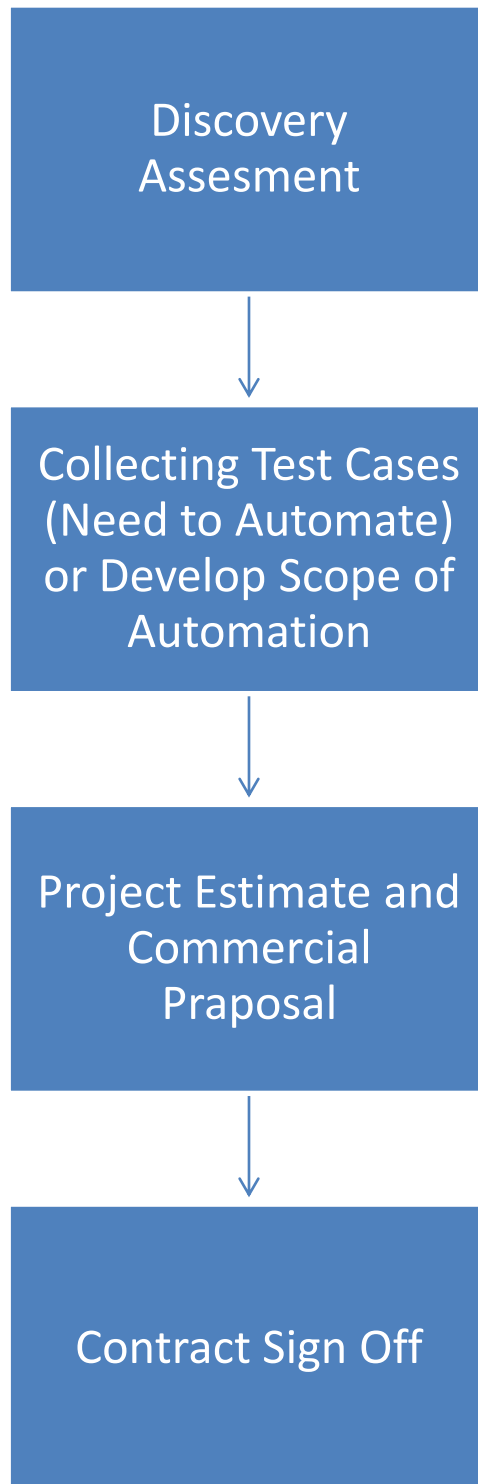 Discovery
Assesment
Collecting Test Cases
(Need to Automate)
or Develop Scope of
Automation
Project Estimate and
Commercial
Praposal
Contract Sign Off